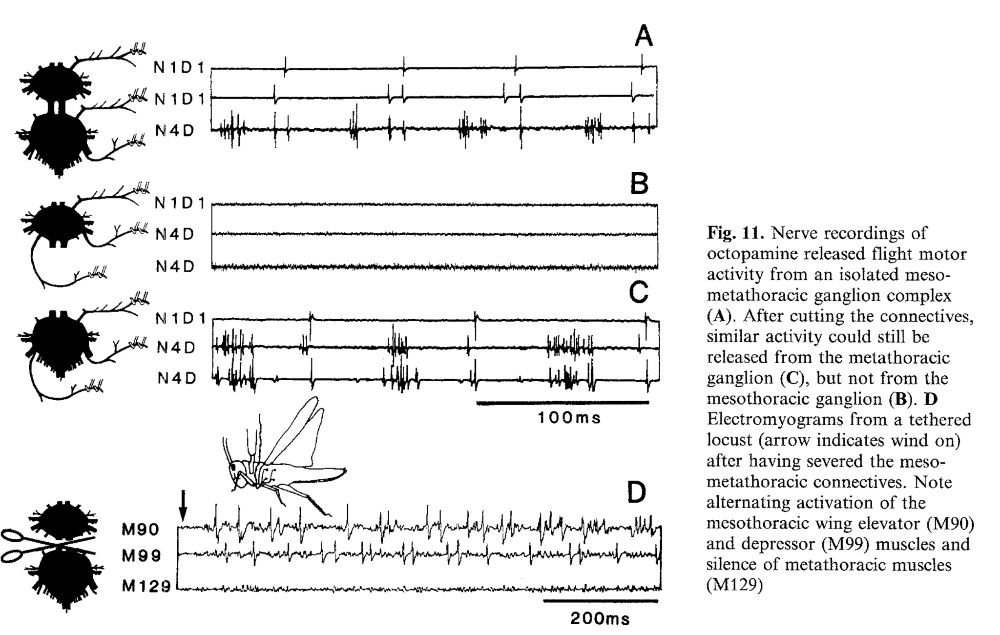 A
N1D1
N1D1
N4D
B
N1D1
N4D
N4D
C
N1D1
N4D
N4D
100ms
D
M90
M99
M129
200ms
Fig. 11. Nerve recordings of
octopamine released flight motor
activity from an isolated meso-
metathoracic ganglion complex
(A). After cutting the connectives,
similar activity could still be
released from the metathoracic
ganglion (C), but not from the
mesothoracic ganglion (B). D
Electromyograms from a tethered
locust (arrow indicates wind on)
after having severed the meso-
metathoracic connectives. Note
alternating activation of the
mesothoracic wing elevator (M90)
and depressor (M99) muscles and
silence of metathoracic muscles
(M129)